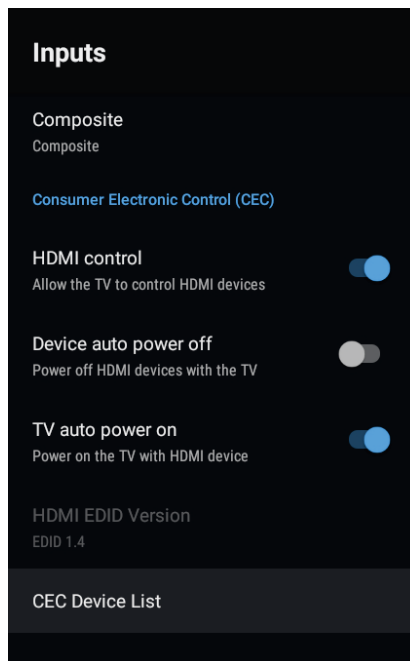 Inputs
Composite
Composite
Consumer Electronic Control (CEC)
HDMI control
Allow the TV to control HDMI devices
Device auto power off
Power off HDMI devices with the TV
TV auto power on
Power on the TV with HDMI device
HDMI EDID Version
EDID 1.4
CEC Device List